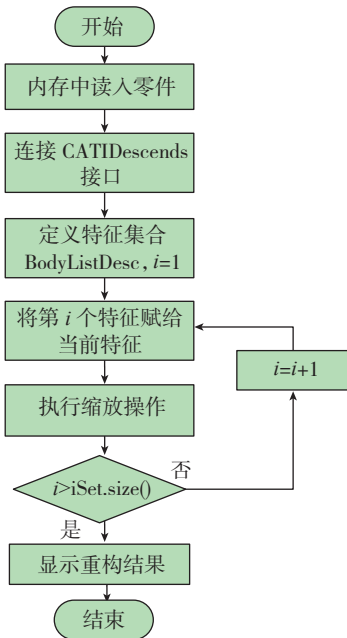 开始
内存中读入零件
连接 CATIDescends
接口
定义特征集合
BodyListDesc, i=1
将第 i 个特征赋给
当前特征
i=i+1
执行缩放操作
i>iSet.size()
否
是
显示重构结果
结束